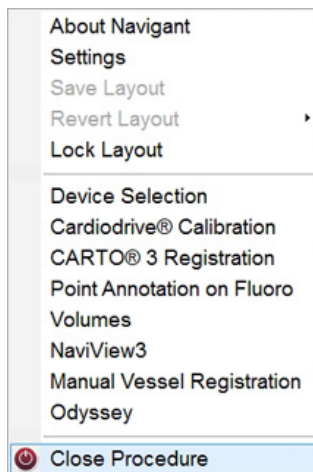 About Navigant
Settings
Save Layout
Revert Layout
Lock Layout
Device Selection
Cardiodrive® Calibration
CARTO® 3 Registration
Point Annotation on Fluoro
Volumes
NaviView3
Manual Vessel Registration
Odyssey
Close Procedure